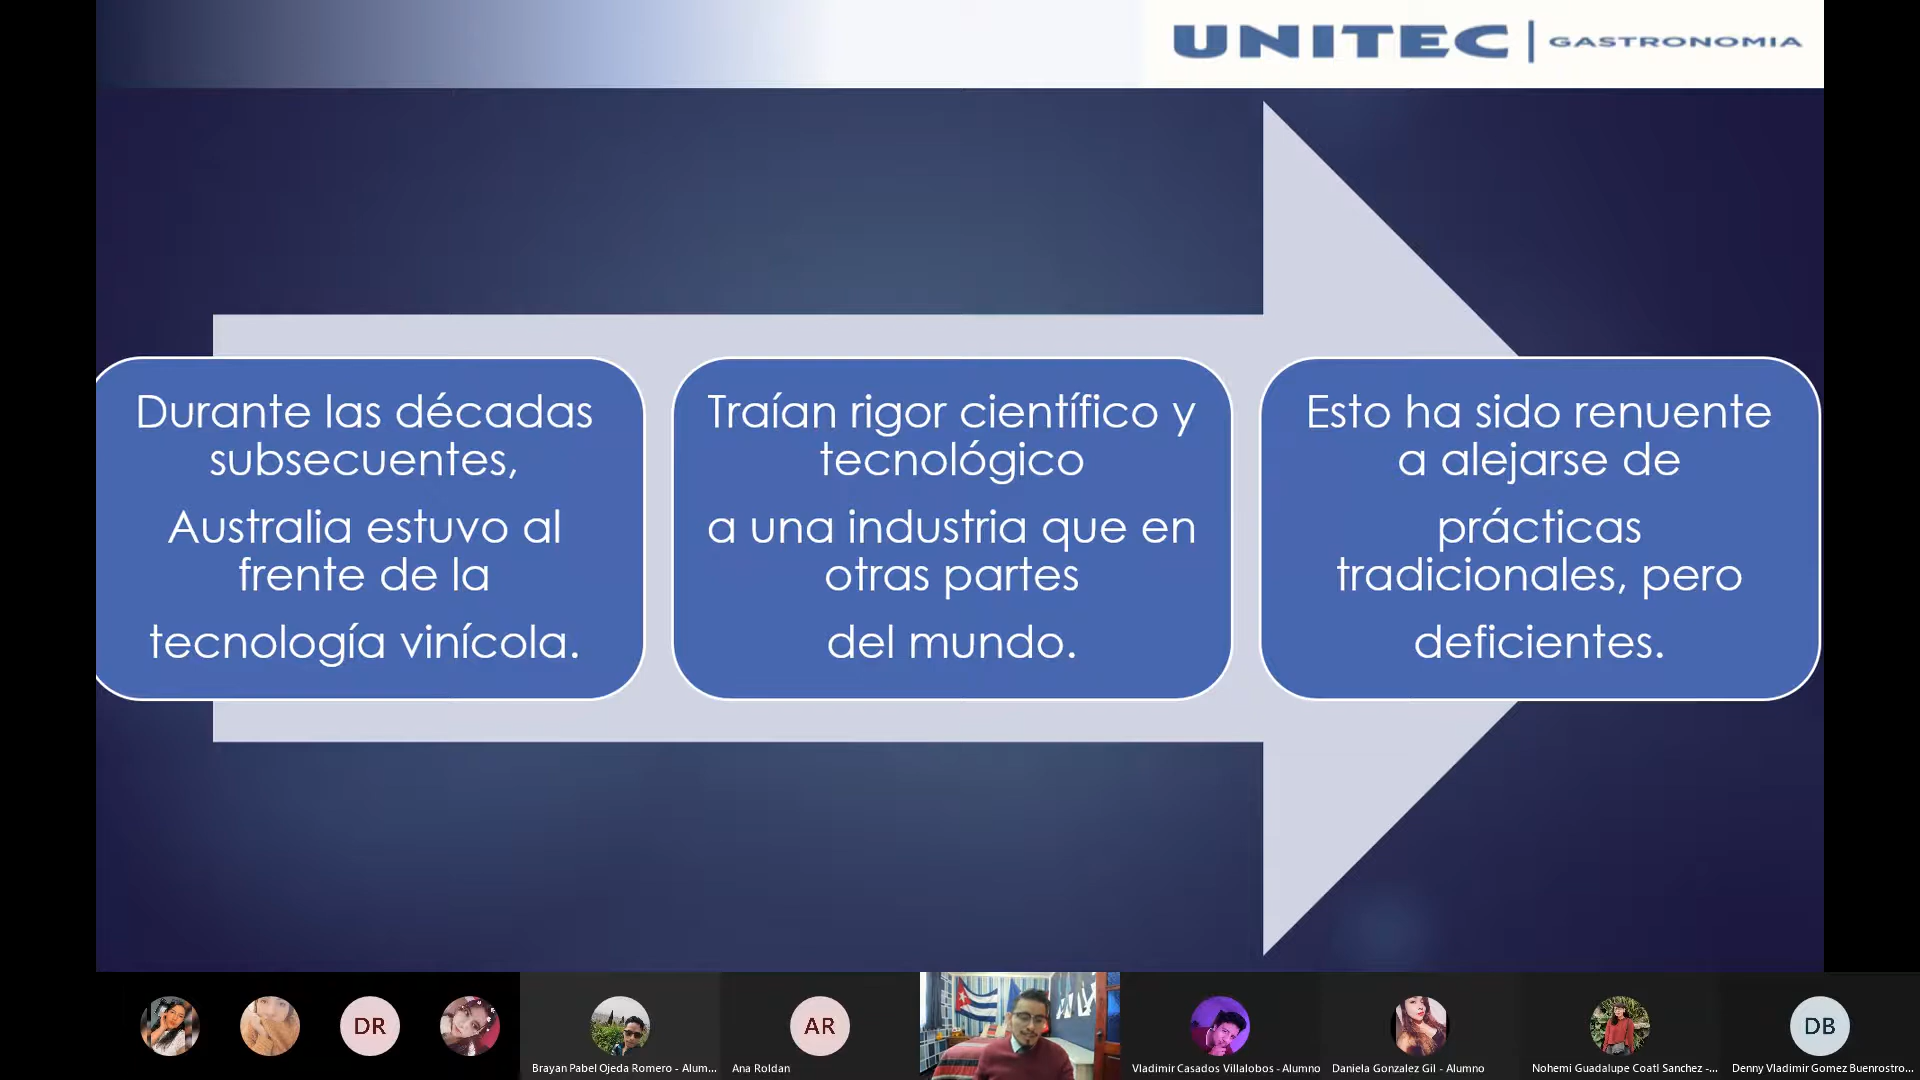 UNITEC | GASTRONOMIA
Durante las décadas
subsecuentes,
Australia estuvo al
frente de la
tecnología vinícola.
Traían rigor científico y
tecnológico
a una industria que en
otras partes
del mundo.
Esto ha sido renuente
a alejarse de
prácticas
tradicionales, pero
deficientes.
DR
AR
DB
Brayan Pabel Ojeda Romero - Alum...
Ana Roldan
Vladimir Casados Villalobos - Alumno
Daniela Gonzalez Gil - Alumno
Nohemi Guadalupe Coatl Sanchez -...
Denny Vladimir Gomez Buenrostro...